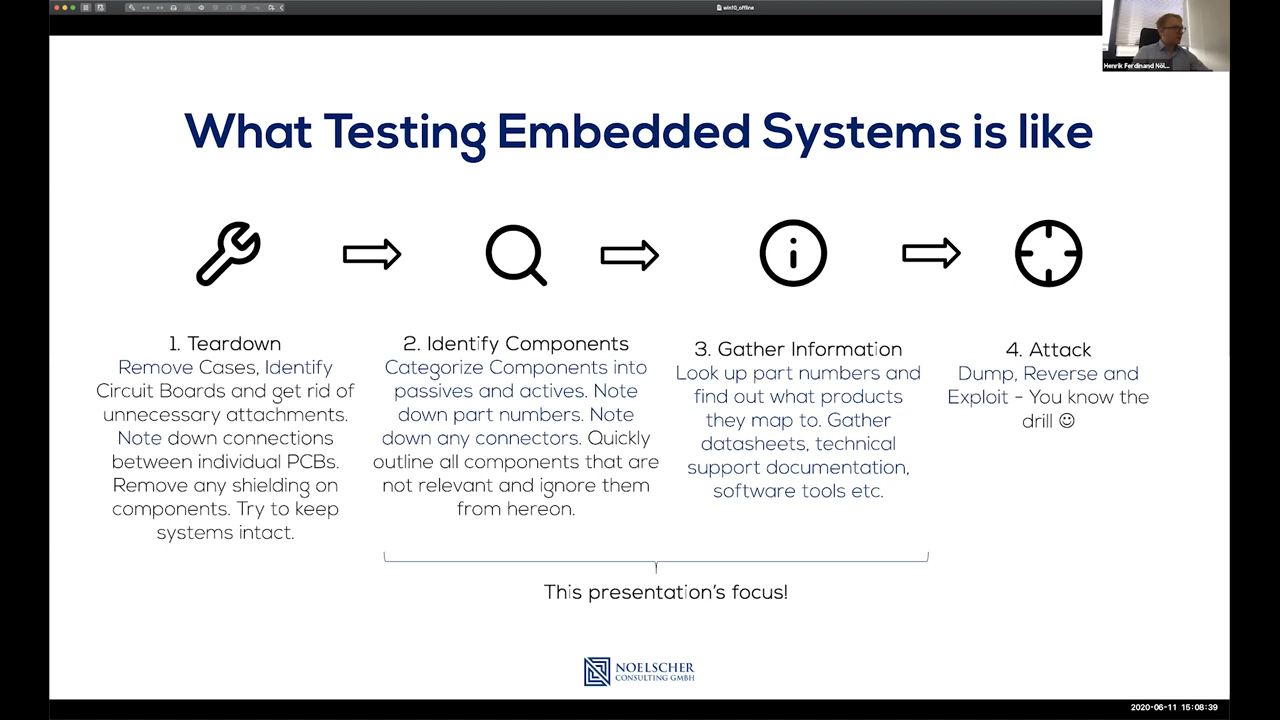 win10_offline
Henrik Ferdinand Nöl...
What Testing Embedded Systems is like
1. Teardown
Remove Cases, Identify
Circuit Boards and get rid of
unnecessary attachments.
Note down connections
between individual PCBs.
Remove any shielding on
components. Try to keep
systems intact.
2. Identify Components
Categorize Components into
passives and actives. Note
down part numbers. Note
down any connectors. Quickly
outline all components that are
not relevant and ignore them
from hereon.
3. Gather Information
Look up part numbers and
find out what products
they map to. Gather
datasheets, technical
support documentation,
software tools etc.
4. Attack
Dump, Reverse and
Exploit - You know the
drill ☺
This presentation's focus!
NOELSCHER
CONSULTING GMBH
2020-06-11 15:08:39